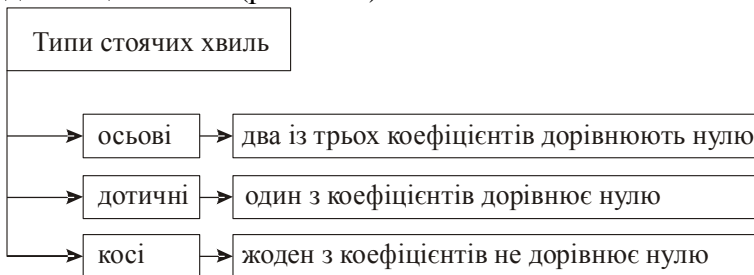 Типи стоячих хвиль
осьові
два із трьох коефіцієнтів дорівнюють нулю
дотичні
один з коефіцієнтів дорівнює нулю
косі
жоден з коефіцієнтів не дорівнює нулю